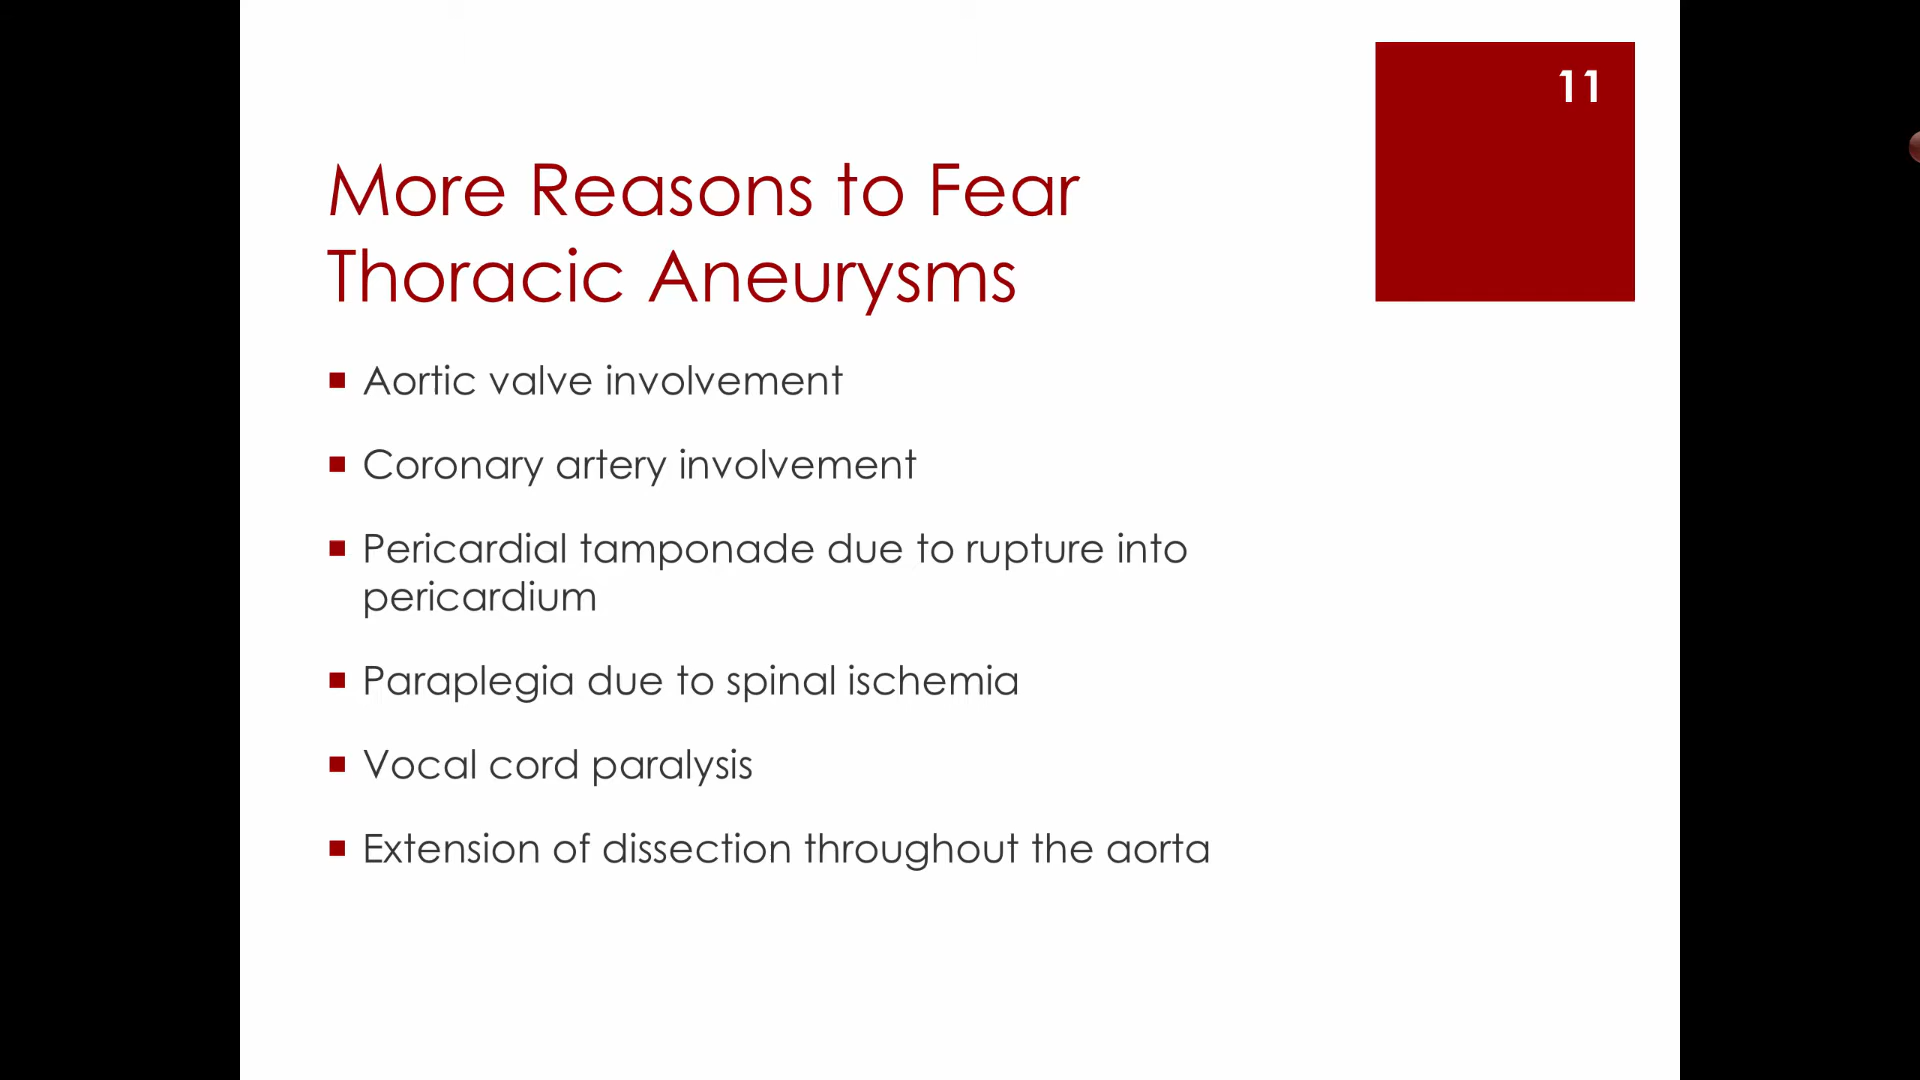 11
More Reasons to Fear
Thoracic Aneurysms
Aortic valve involvement
Coronary artery involvement
Pericardial tamponade due to rupture into
pericardium
Paraplegia due to spinal ischemia
Vocal cord paralysis
Extension of dissection throughout the aorta